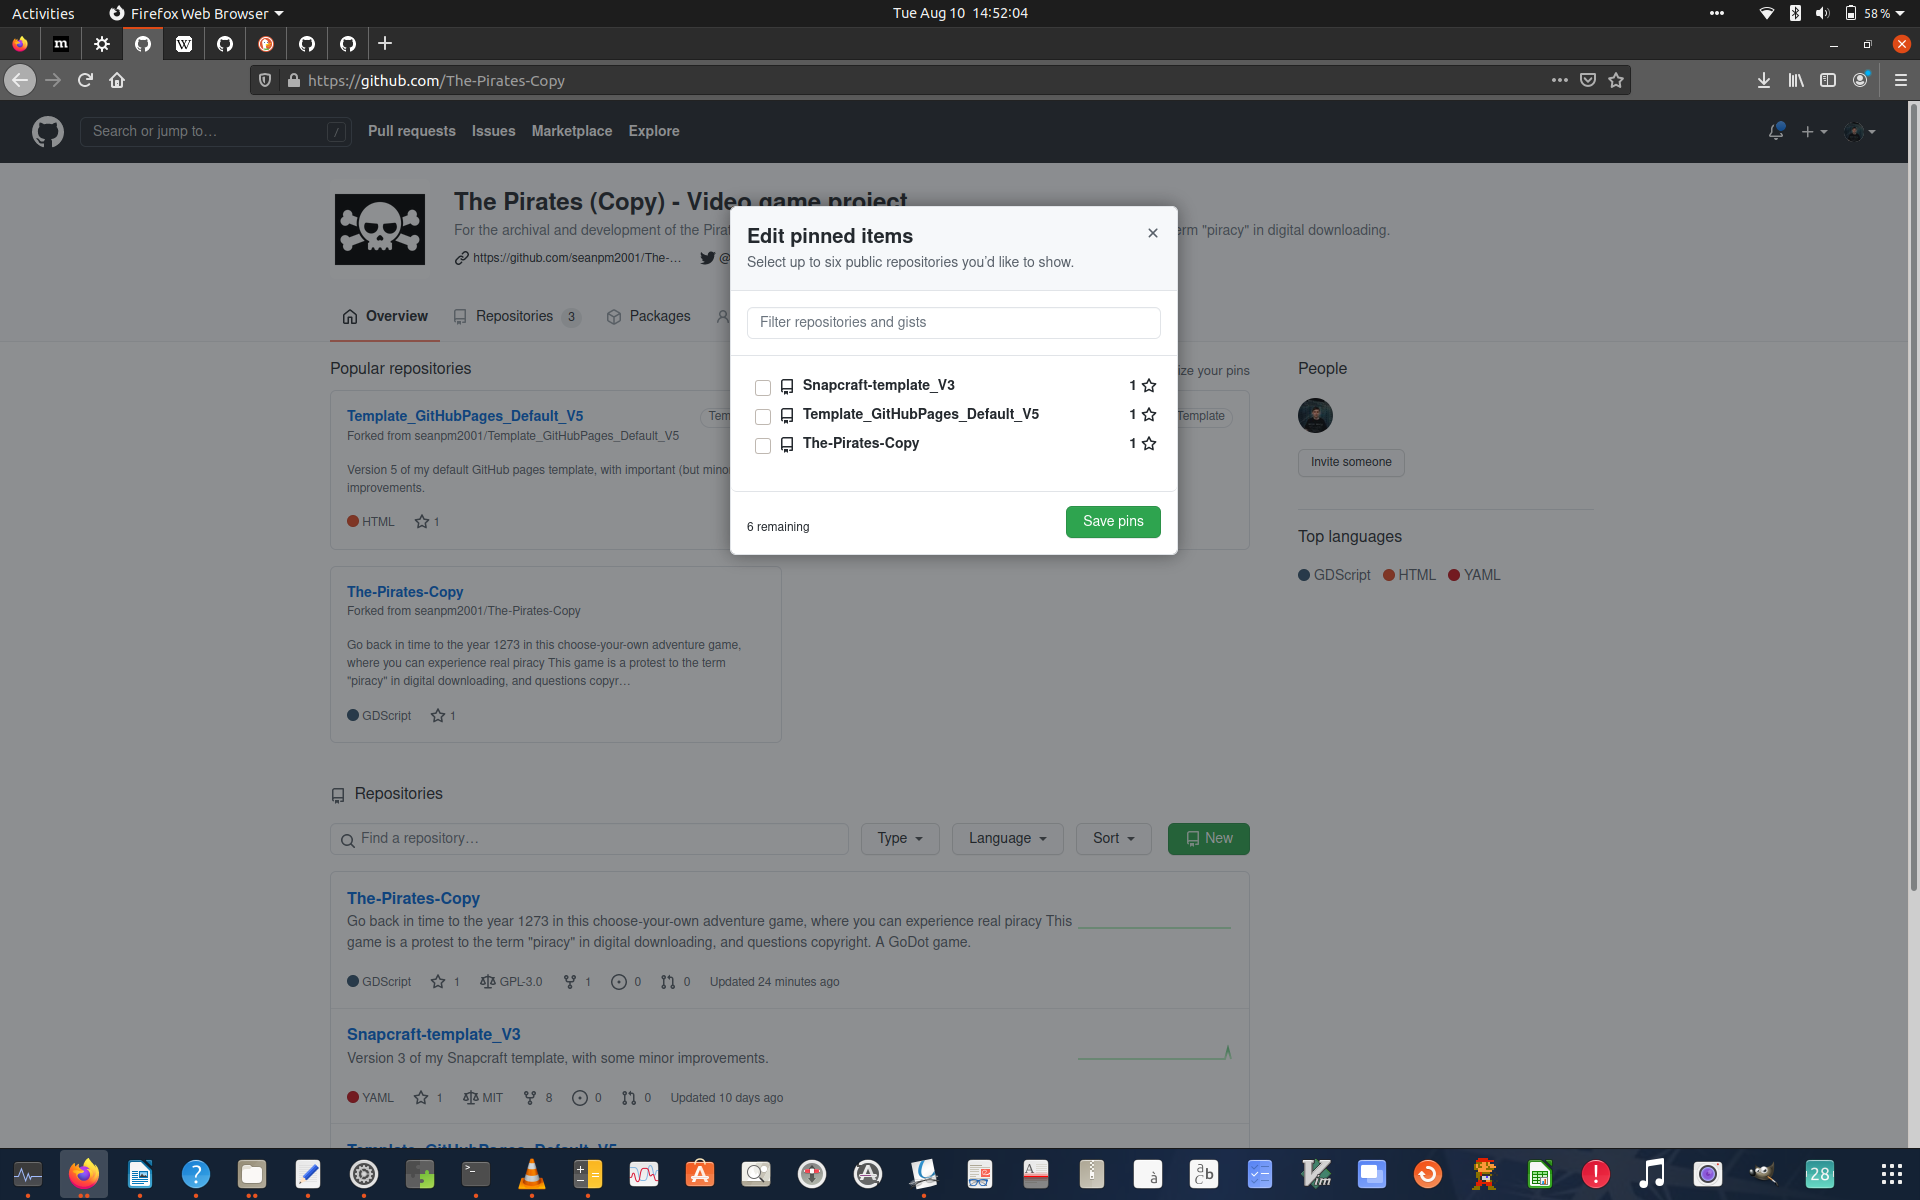 Activities
Firefox Web Browser
Tue Aug 10 14:52:04
58 %
https://github.com/The-Pirates-Copy
Search or jump to…
/
Pull requests
Issues
Marketplace
Explore
The Pirates (Copy) - Video game project
For the archival and development of the Pirat
erm "piracy" in digital downloading.
https://github.com/seanpm2001/The-...
@
Overview
Repositories 3
Packages
Edit pinned items
Select up to six public repositories you'd like to show.
Filter repositories and gists
Snapcraft-template_V3 1
Template_GitHubPages_Default_V5 1
The-Pirates-Copy 1
6 remaining
Save pins
Popular repositories
ize your pins
Template_GitHubPages_Default_V5
Tem
Template
Forked from seanpm2001/Template_GitHubPages_Default_V5
Version 5 of my default GitHub pages template, with important (but mino
improvements.
HTML 1
The-Pirates-Copy
Forked from seanpm2001/The-Pirates-Copy
Go back in time to the year 1273 in this choose-your-own adventure game,
where you can experience real piracy This game is a protest to the term
"piracy" in digital downloading, and questions copyr…
GDScript 1
People
Invite someone
Top languages
GDScript HTML YAML
Repositories
Find a repository…
Type
Language
Sort
New
The-Pirates-Copy
Go back in time to the year 1273 in this choose-your-own adventure game, where you can experience real piracy This
game is a protest to the term "piracy" in digital downloading, and questions copyright. A GoDot game.
GDScript 1 GPL-3.0 1 0 0 Updated 24 minutes ago
Snapcraft-template_V3
Version 3 of my Snapcraft template, with some minor improvements.
YAML 1 MIT 8 0 0 Updated 10 days ago
Template_GitHubPages_Default_V5
28